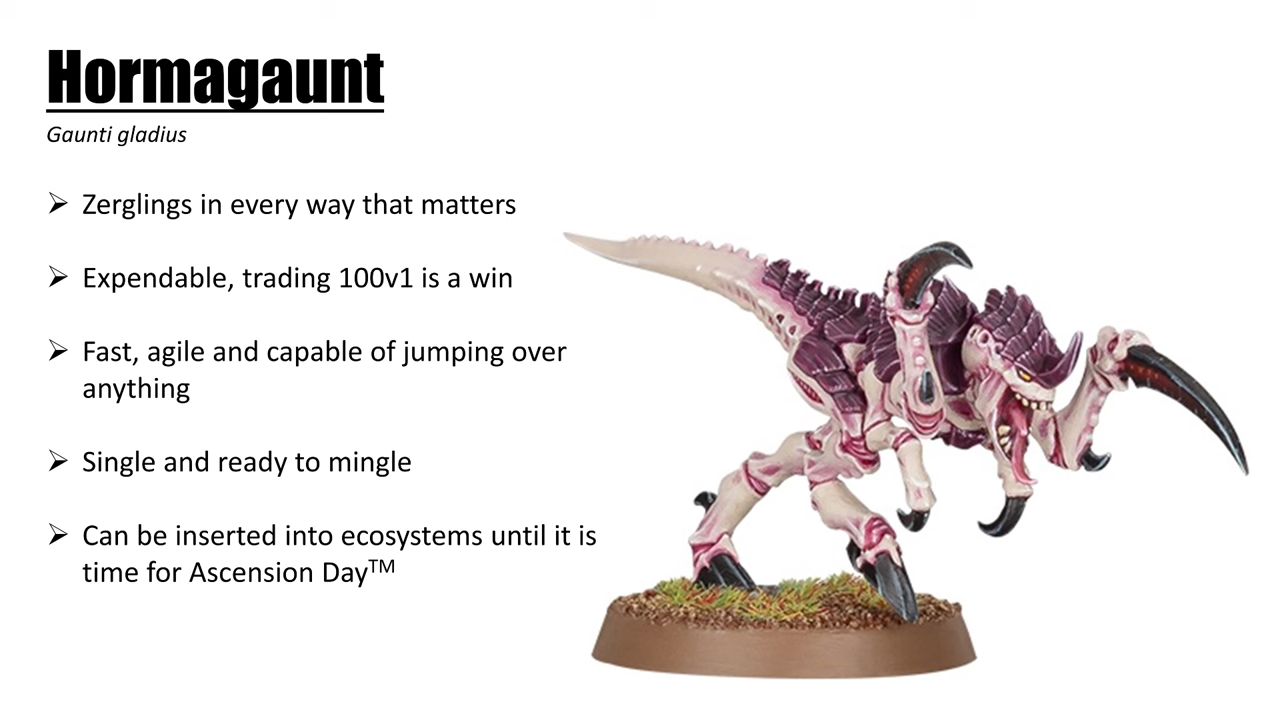 Hormagaunt
Gaunti gladius
➢ Zerglings in every way that matters
➢ Expendable, trading 100v1 is a win
➢ Fast, agile and capable of jumping over
anything
➢ Single and ready to mingle
➢ Can be inserted into ecosystems until it is
time for Ascension Day™